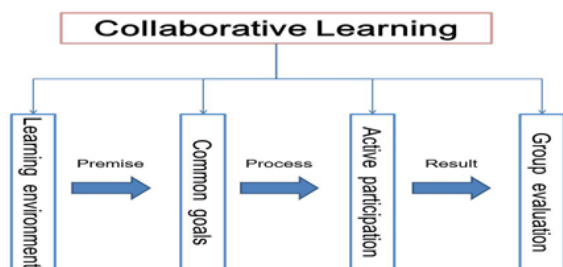 Collaborative Learning
Learning environment
Premise
Common goals
Process
Active participation
Result
Group evaluation